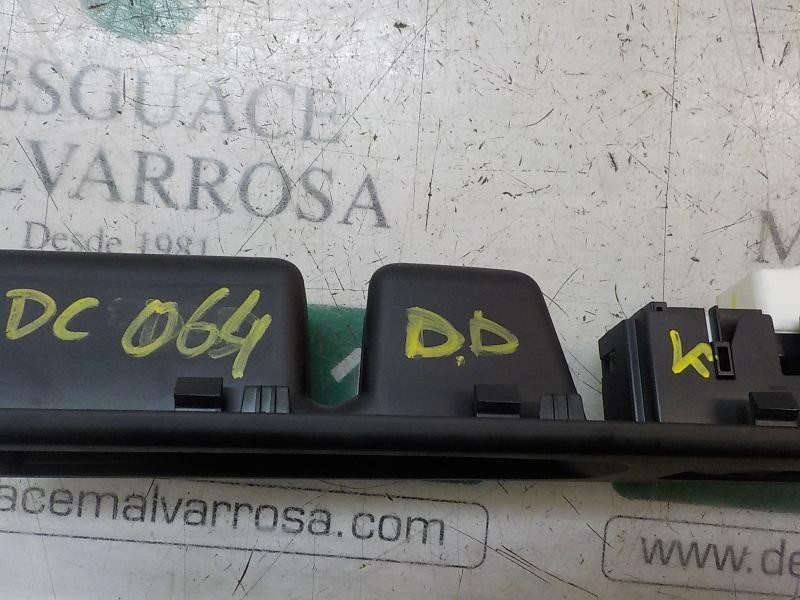 ESGUACE
LVARROSA
Desde 1981
M
DC 064
D.D
K
acemalvarrosa.com
www.de